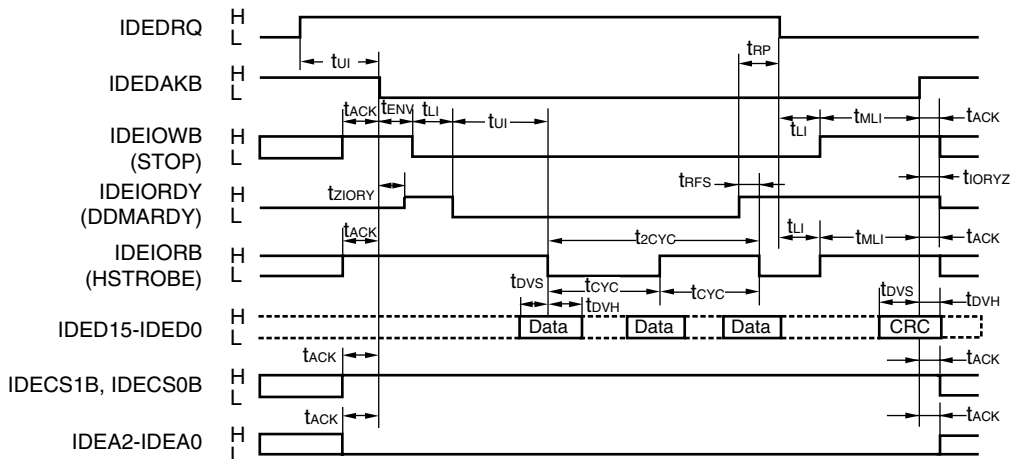 IDEDRQ H
L
tUI tRP
IDEDAKB H
L
tACK tENV tLI tUI tLI tMLI tACK
IDEIOWB H
(STOP) L
tZIORY tRFS tIORYZ
IDEIORDY H
(DDMARDY) L
tACK t2CYC tLI tMLI tACK
IDEIORB H
(HSTROBE) L
tDVS tCYC tCYC tDVS tDVH
tDVH
IDED15-IDED0 H
L
Data Data Data CRC
tACK tACK
IDECS1B, IDECS0B H
L
tACK tACK
IDEA2-IDEA0 H
L